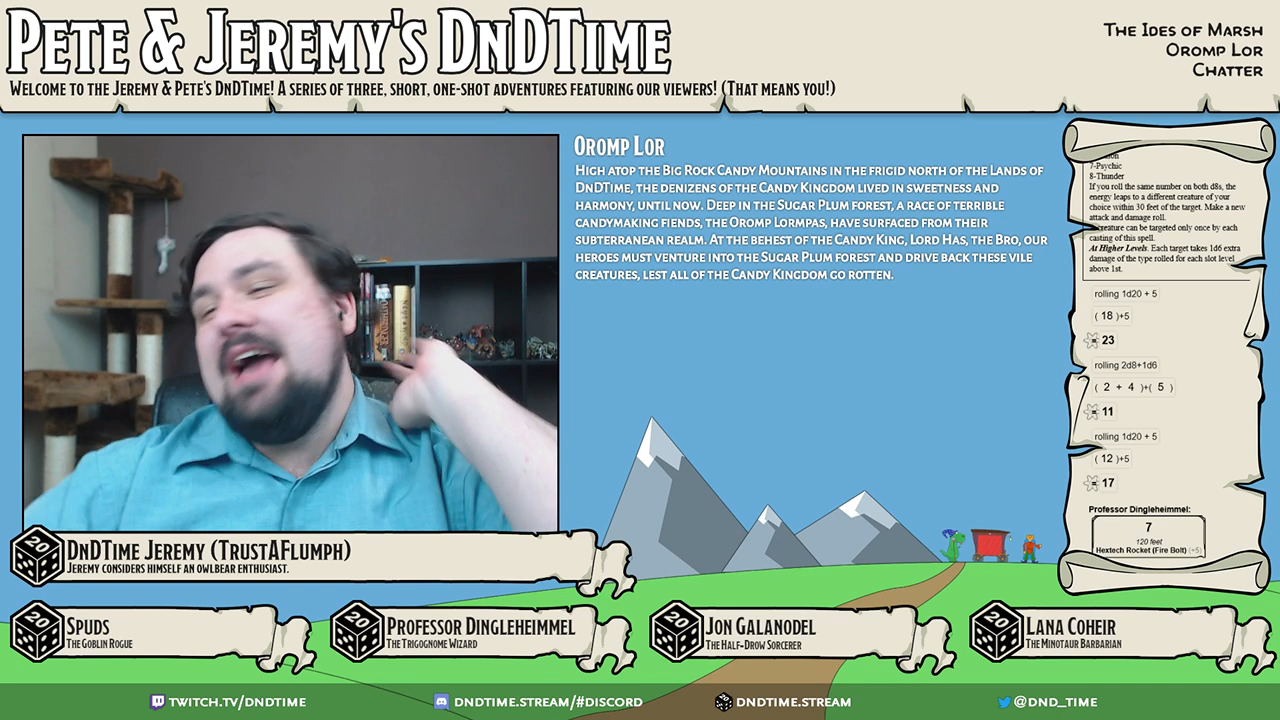 PETE & JEREMY'S DNDTIME
WELCOME TO THE JEREMY & PETE'S DNDTIME! A SERIES OF THREE, SHORT, ONE-SHOT ADVENTURES FEATURING OUR VIEWERS! (THAT MEANS YOU!)
THE IDES OF MARSH
OROMP LOR
CHATTER
OROMP LOR
HIGH ATOP THE BIG ROCK CANDY MOUNTAINS IN THE FRIGID NORTH OF THE LANDS OF
DNDTIME, THE DENIZENS OF THE CANDY KINGDOM LIVED IN SWEETNESS AND
HARMONY, UNTIL NOW. DEEP IN THE SUGAR PLUM FOREST, A RACE OF TERRIBLE
CANDYMAKING FIENDS, THE OROMP LORMPAS, HAVE SURFACED FROM THEIR
SUBTERRANEAN REALM. AT THE BEHEST OF THE CANDY KING, LORD HAS, THE BRO, OUR
HEROES MUST VENTURE INTO THE SUGAR PLUM FOREST AND DRIVE BACK THESE VILE
CREATURES, LEST ALL OF THE CANDY KINGDOM GO ROTTEN.
7-Psychic
8-Thunder
If you roll the same number on both d8s, the
energy leaps to a different creature of your
choice within 30 feet of the target. Make a new
attack and damage roll.
creature can be targeted only once by each
casting of this spell.
At Higher Levels. Each target takes 1d6 extra
damage of the type rolled for each slot level
above 1st.
rolling 1d20 + 5
( 18 )+5
= 23
rolling 2d8+1d6
( 2 + 4 )+( 5 )
= 11
rolling 1d20 + 5
( 12 )+5
= 17
Professor Dingleheimmel:
7
120 feet
Hextech Rocket (Fire Bolt) (+5)
20
DNDTIME JEREMY (TRUSTAFLUMPH)
JEREMY CONSIDERS HIMSELF AN OWLBEAR ENTHUSIAST.
20
SPUDS
THE GOBLIN ROGUE
20
PROFESSOR DINGLEHEIMMEL
THE TRIGOGNOME WIZARD
20
JON GALANODEL
THE HALF-DROW SORCERER
20
LANA COHEIR
THE MINOTAUR BARBARIAN
TWITCH.TV/DNDTIME
DNDTIME.STREAM/#DISCORD
DNDTIME.STREAM
@DND_TIME